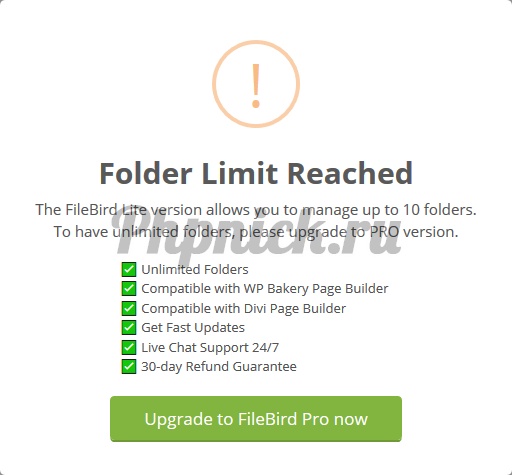 !
Folder Limit Reached
The FileBird Lite version allows you to manage up to 10 folders.
To have unlimited folders, please upgrade to PRO version.
Phpnick.ru
Unlimited Folders
Compatible with WP Bakery Page Builder
Compatible with Divi Page Builder
Get Fast Updates
Live Chat Support 24/7
30-day Refund Guarantee
Upgrade to FileBird Pro now